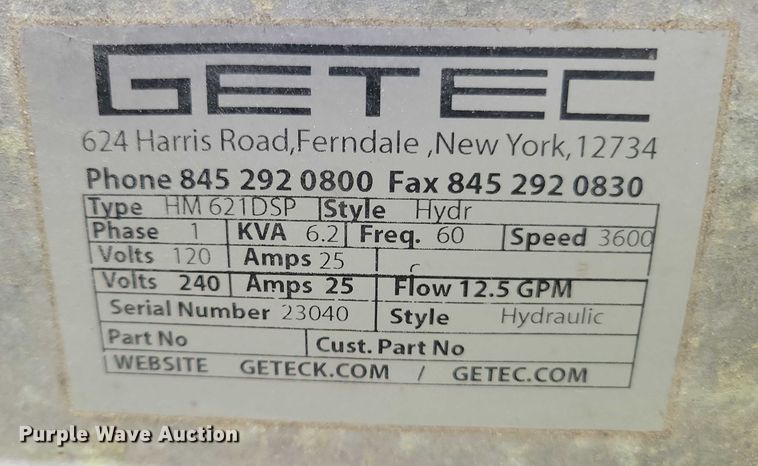 GETEC
624 Harris Road,Ferndale ,New York,12734
Phone 845 292 0800 Fax 845 292 0830
Type HM 621DSP Style Hydr
Phase 1 KVA 6.2 Freq. 60 Speed 3600
Volts 120 Amps 25
Volts 240 Amps 25 Flow 12.5 GPM
Serial Number 23040 Style Hydraulic
Part No Cust. Part No
WEBSITE GETECK.COM / GETEC.COM
Purple Wave Auction